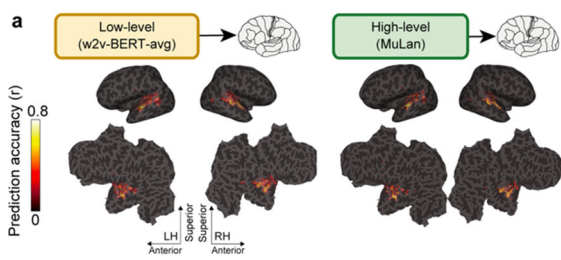 a
Low-level
(w2v-BERT-avg)
High-level
(MuLan)
Prediction accuracy (r)
0.8
0
LH
Anterior
Superior
Superior
RH
Anterior